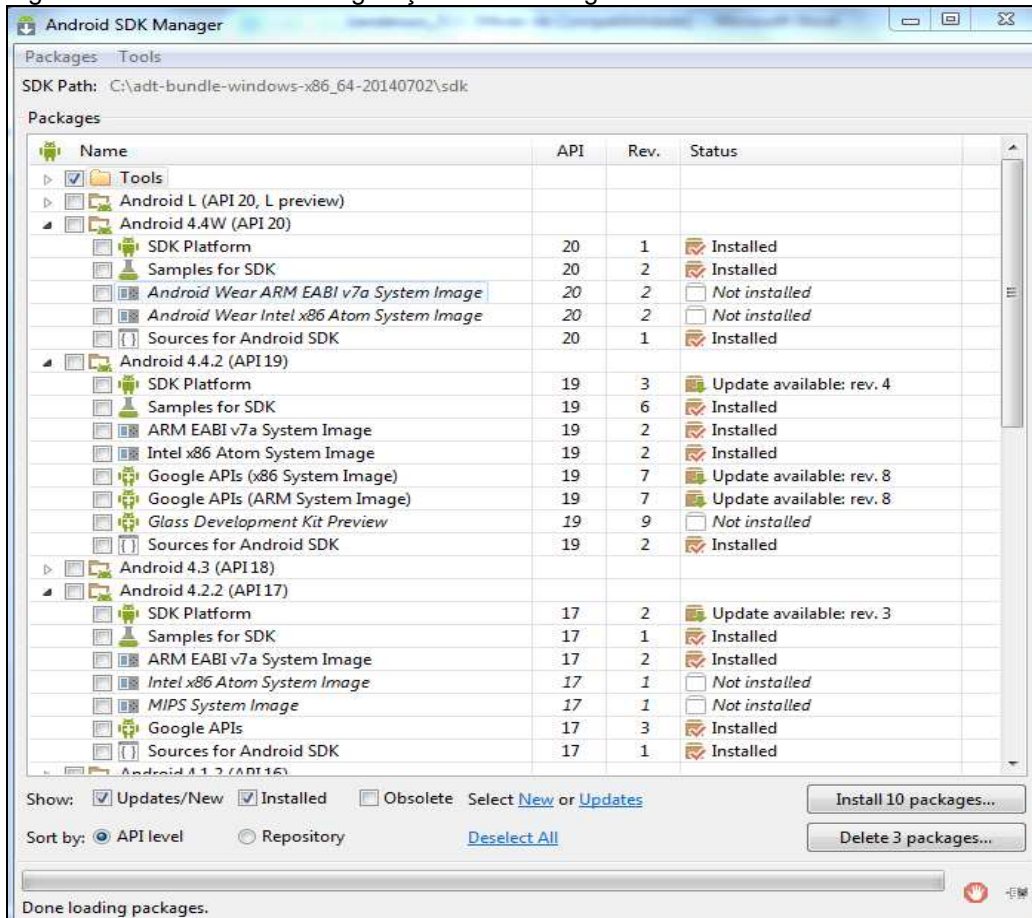 Android SDK Manager
Packages Tools
SDK Path: C:\adt-bundle-windows-x86_64-20140702\sdk
Packages
Name API Rev. Status
Tools
Android L (API 20, L preview)
Android 4.4W (API 20)
SDK Platform 20 1 Installed
Samples for SDK 20 2 Installed
Android Wear ARM EABI v7a System Image 20 2 Not installed
Android Wear Intel x86 Atom System Image 20 2 Not installed
Sources for Android SDK 20 1 Installed
Android 4.4.2 (API 19)
SDK Platform 19 3 Update available: rev. 4
Samples for SDK 19 6 Installed
ARM EABI v7a System Image 19 2 Installed
Intel x86 Atom System Image 19 2 Installed
Google APIs (x86 System Image) 19 7 Update available: rev. 8
Google APIs (ARM System Image) 19 7 Update available: rev. 8
Glass Development Kit Preview 19 9 Not installed
Sources for Android SDK 19 2 Installed
Android 4.3 (API 18)
Android 4.2.2 (API 17)
SDK Platform 17 2 Update available: rev. 3
Samples for SDK 17 1 Installed
ARM EABI v7a System Image 17 2 Installed
Intel x86 Atom System Image 17 1 Not installed
MIPS System Image 17 1 Not installed
Google APIs 17 3 Installed
Sources for Android SDK 17 1 Installed
Android 4.1.2 (API 16)
Show: Updates/New Installed Obsolete Select New or Updates Install 10 packages...
Sort by: API level Repository Deselect All Delete 3 packages...
Done loading packages.